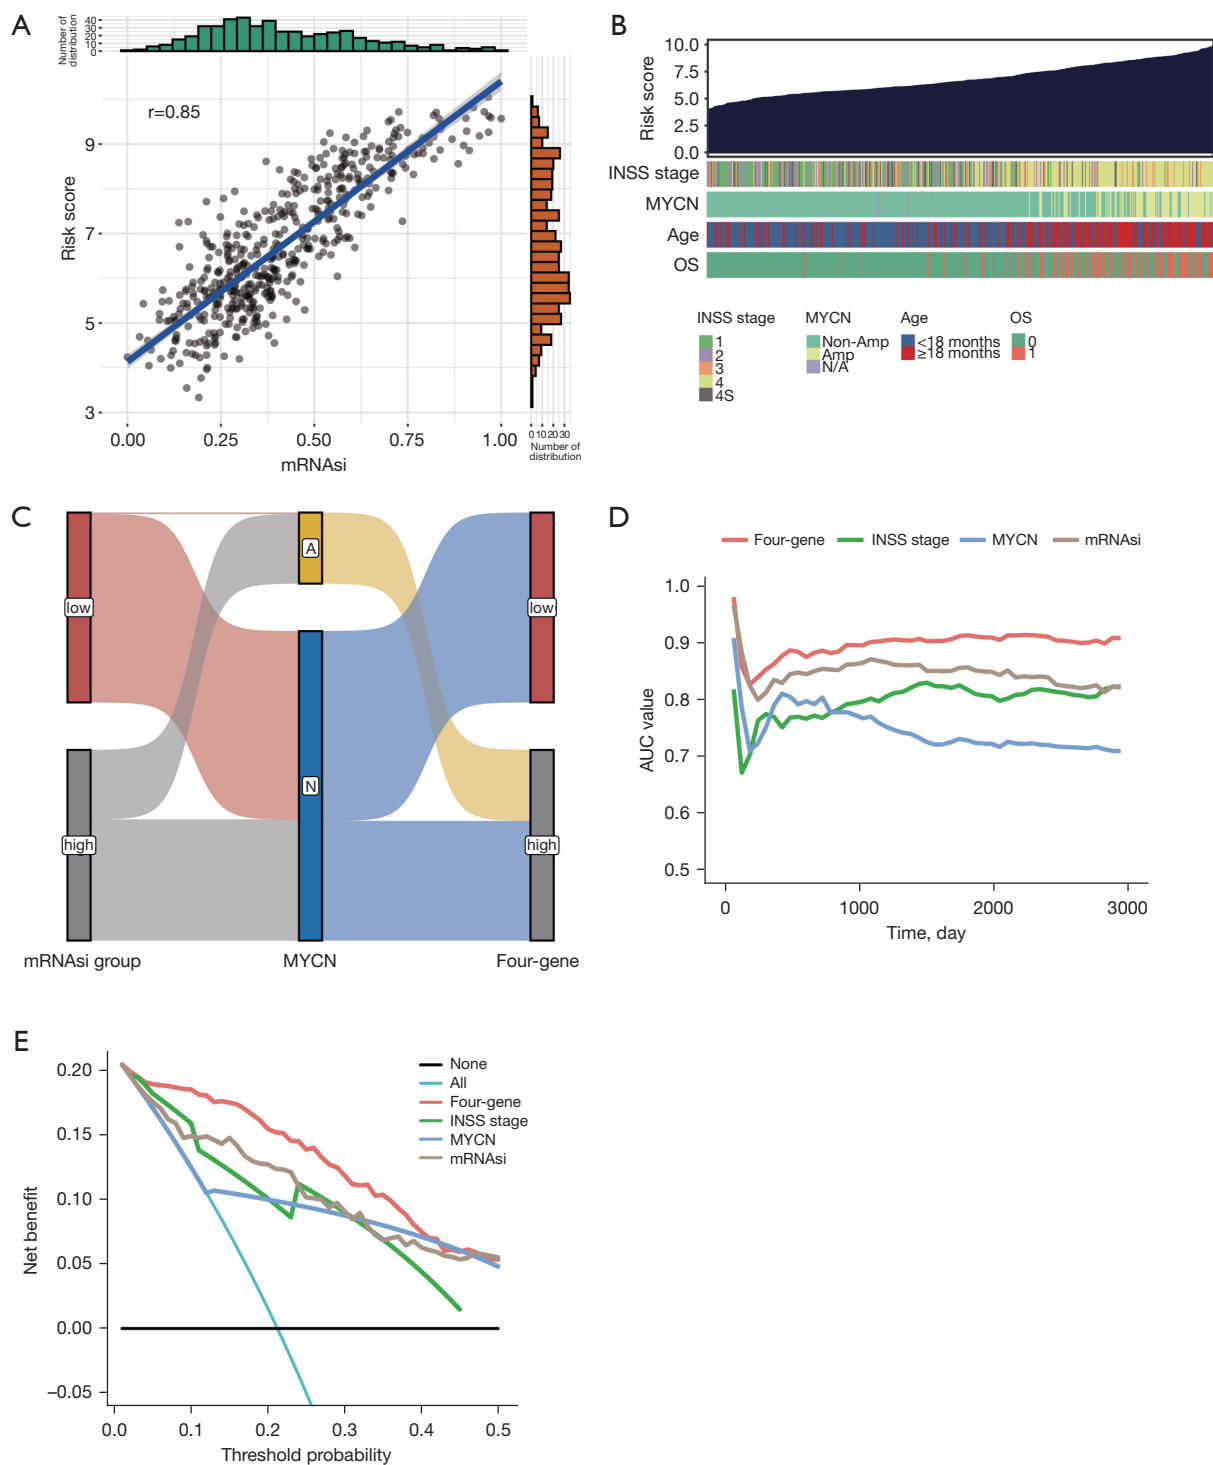 A
Number of
distribution
40
30
20
10
0
r=0.85
Risk score
9
7
5
3
0.00 0.25 0.50 0.75 1.00
mRNAsi
0 10 20 30
Number of
distribution
B
Risk score
10.0
7.5
5.0
2.5
0.0
INSS stage
MYCN
Age
OS
INSS stage
1
2
3
4
4S
MYCN
Non-Amp
Amp
N/A
Age
<18 months
≥18 months
OS
0
1
C
low
high
A
N
low
high
mRNAsi group MYCN Four-gene
D
Four-gene INSS stage MYCN mRNAsi
AUC value
1.0
0.9
0.8
0.7
0.6
0.5
0 1000 2000 3000
Time, day
E
None
All
Four-gene
INSS stage
MYCN
mRNAsi
Net benefit
0.20
0.15
0.10
0.05
0.00
−0.05
0.0 0.1 0.2 0.3 0.4 0.5
Threshold probability